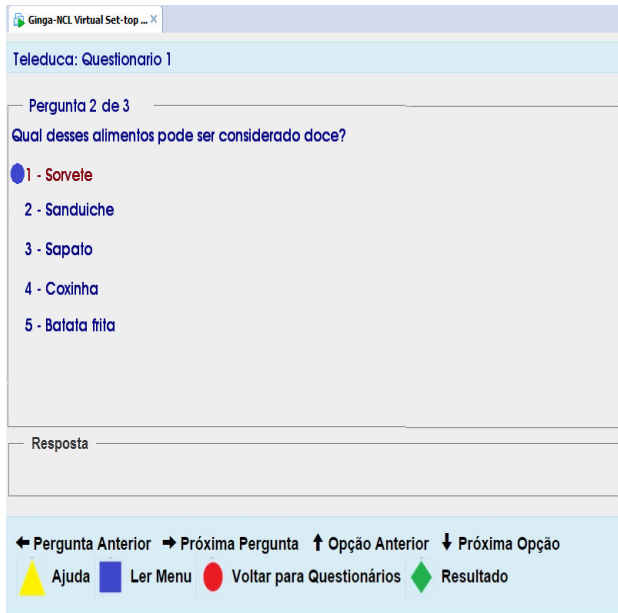 Ginga-NCL Virtual Set-top ... X
Teleduca: Questionario 1
Pergunta 2 de 3
Qual desses alimentos pode ser considerado doce?
1 - Sorvete
2 - Sanduiche
3 - Sapato
4 - Coxinha
5 - Batata frita
Resposta
← Pergunta Anterior → Próxima Pergunta ↑ Opção Anterior ↓ Próxima Opção
Ajuda Ler Menu Voltar para Questionários Resultado